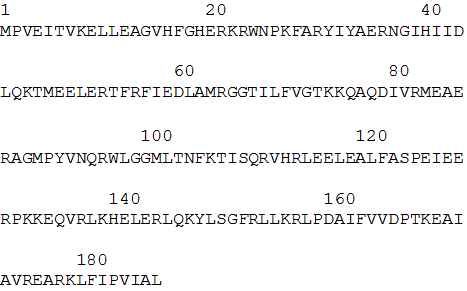 1 20 40
MPVEITVKELLEAGVHFGHERKRWNPKFARYIYAERNGIHIID
60 80
LQKTMEELERTFRFIEDLAMRGGTILFVGTKKQAQDIVRMEAE
100 120
RAGMPYVNQRWLGGMLTNFKTISQRVHRLEELEALFASPEIEE
140 160
RPKKEQVRLKHELERLQKYLSGFRLLKRLPDAIFVVDPTKEAI
180
AVREARKLFIPVIAL